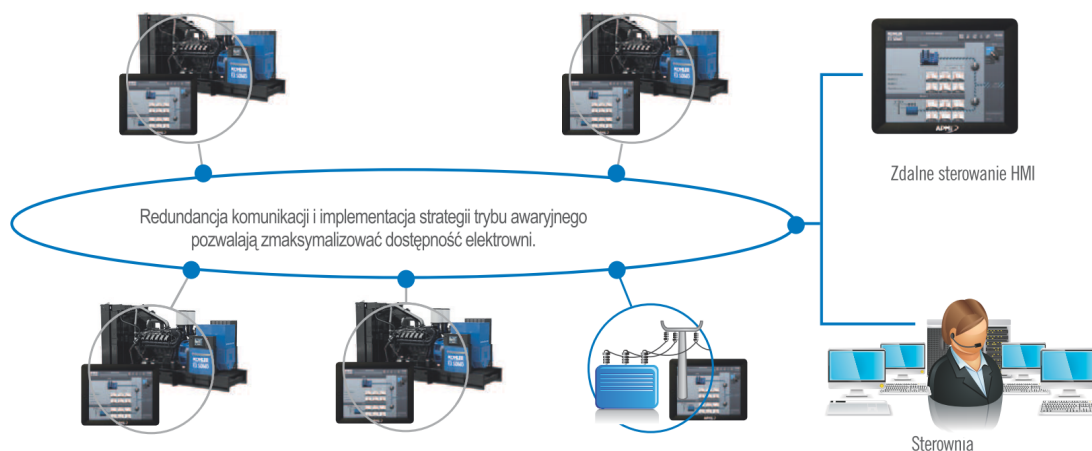 Zdalne sterowanie HMI
Redundancja komunikacji i implementacja strategii trybu awaryjnego
pozwalają zmaksymalizować dostępność elektrowni.
Sterownia